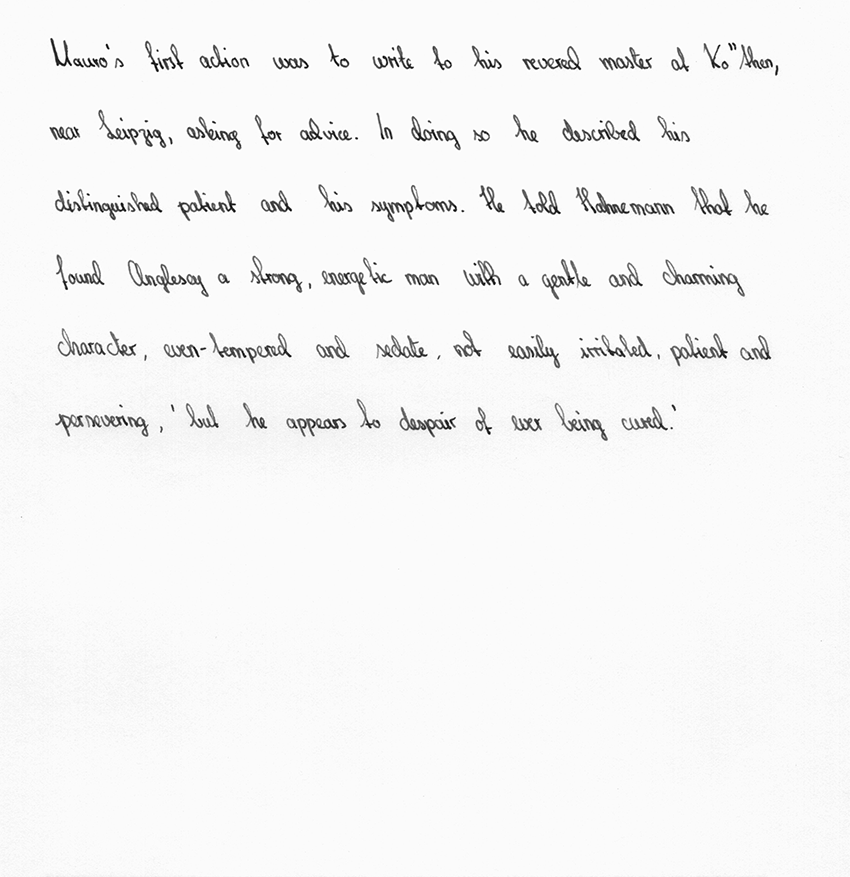 Mauro's first action was to write to his revered master at Ko"then,
near Leipzig, asking for advice. In doing so he described his
distinguished patient and his symptoms. He told Hahnemann that he
found Anglesey a strong, energetic man with a gentle and charming
character, even-tempered and sedate, not easily irritated, patient and
persevering, 'but he appears to despair of ever being cured.'